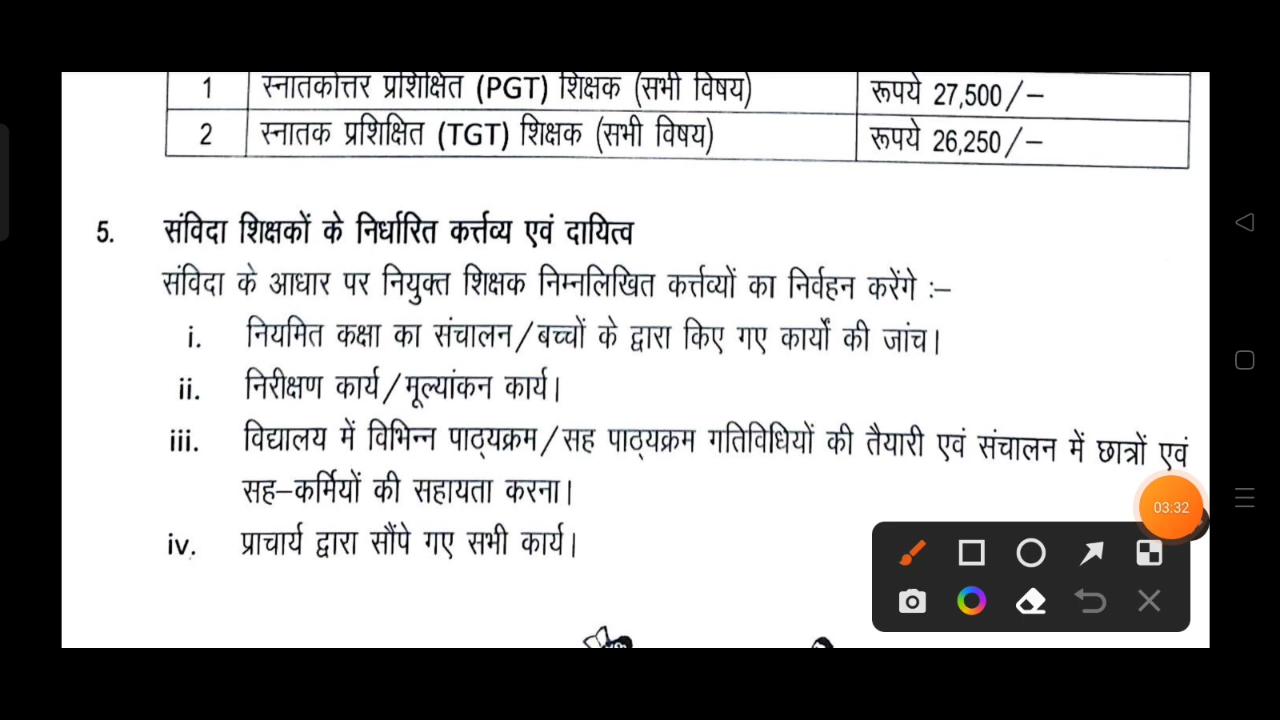 1 स्नातकोत्तर प्रशिक्षित (PGT) शिक्षक (सभी विषय) रूपये 27,500/–
2 स्नातक प्रशिक्षित (TGT) शिक्षक (सभी विषय) रूपये 26,250/–
5. संविदा शिक्षकों के निर्धारित कर्त्तव्य एवं दायित्व
संविदा के आधार पर नियुक्त शिक्षक निम्नलिखित कर्त्तव्यों का निर्वहन करेंगे :–
i. नियमित कक्षा का संचालन/बच्चों के द्वारा किए गए कार्यों की जांच।
ii. निरीक्षण कार्य/मूल्यांकन कार्य।
iii. विद्यालय में विभिन्न पाठ्यक्रम/सह पाठ्यक्रम गतिविधियों की तैयारी एवं संचालन में छात्रों एवं
सह–कर्मियों की सहायता करना।
iv. प्राचार्य द्वारा सौंपे गए सभी कार्य।
03:32